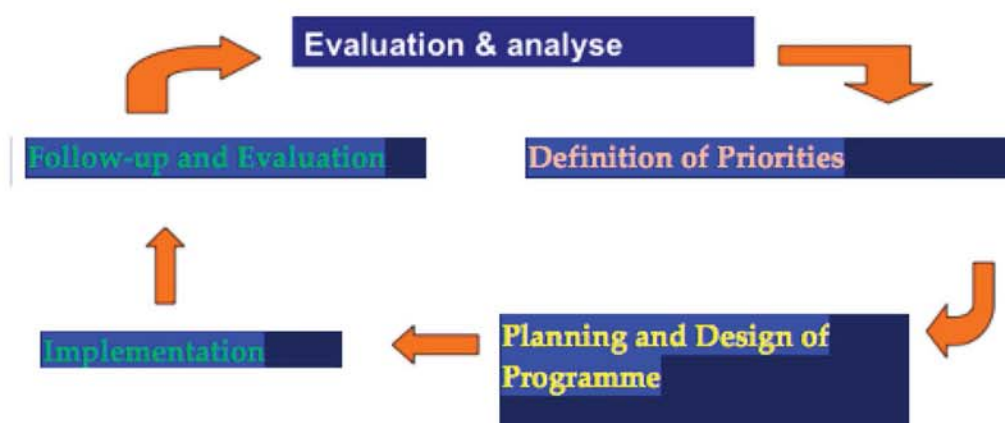 Evaluation & analyse
Follow-up and Evaluation
Definition of Priorities
Implementation
Planning and Design of
Programme